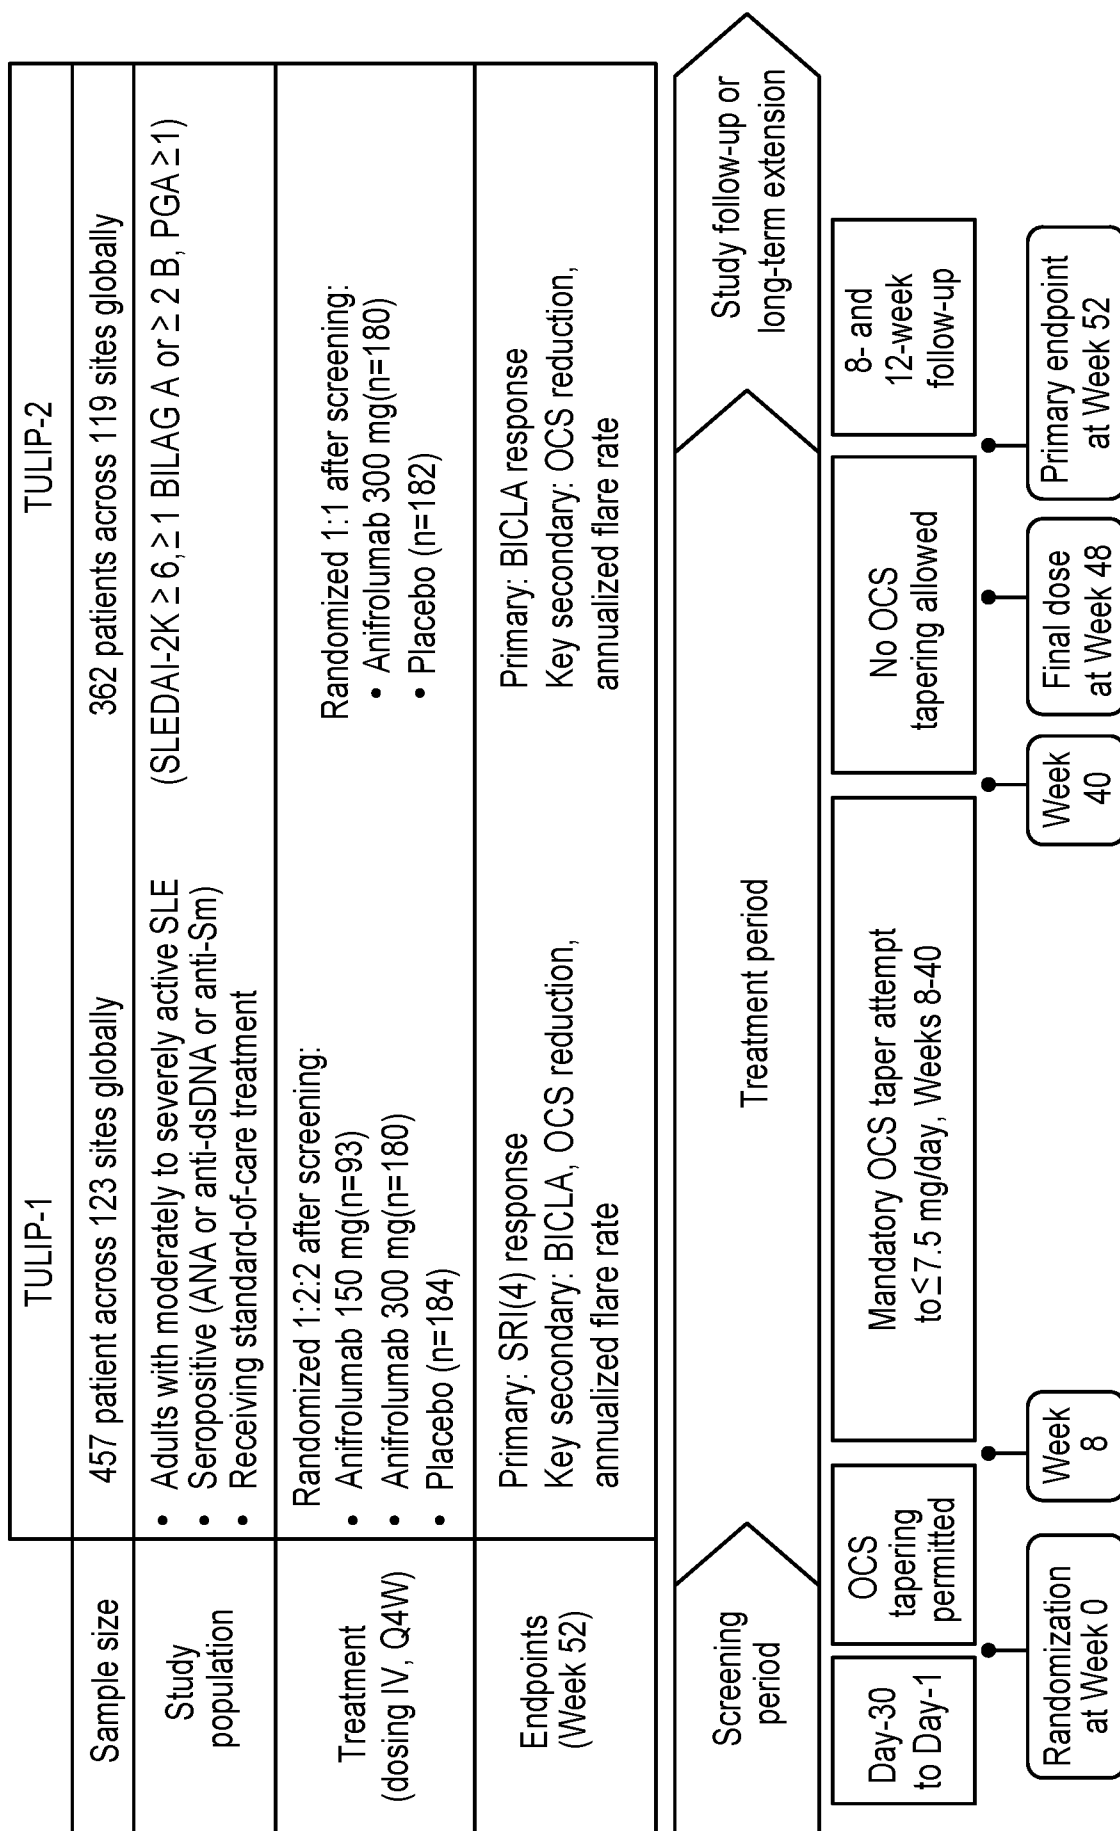 TULIP-1
TULIP-2
Sample size
457 patient across 123 sites globally
362 patients across 119 sites globally
Study
population
• Adults with moderately to severely active SLE
(SLEDAI-2K ≥ 6, ≥ 1 BILAG A or ≥ 2 B, PGA ≥1)
• Seropositive (ANA or anti-dsDNA or anti-Sm)
• Receiving standard-of-care treatment
Treatment
(dosing IV, Q4W)
Randomized 1:2:2 after screening:
• Anifrolumab 150 mg(n=93)
• Anifrolumab 300 mg(n=180)
• Placebo (n=184)
Randomized 1:1 after screening:
• Anifrolumab 300 mg(n=180)
• Placebo (n=182)
Endpoints
(Week 52)
Primary: SRI(4) response
Key secondary: BICLA, OCS reduction,
annualized flare rate
Primary: BICLA response
Key secondary: OCS reduction,
annualized flare rate
Screening
period
Treatment period
Study follow-up or
long-term extension
Day-30
to Day-1
OCS
tapering
permitted
Mandatory OCS taper attempt
to≤7.5 mg/day, Weeks 8-40
No OCS
tapering allowed
8- and
12-week
follow-up
Randomization
at Week 0
Week
8
Week
40
Final dose
at Week 48
Primary endpoint
at Week 52